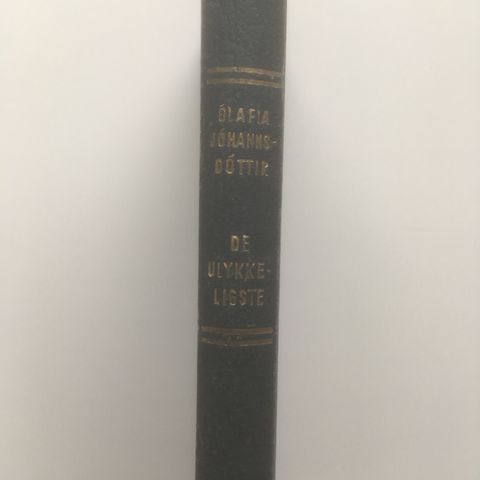 ÓLAFIA
JÓHANNS-
DÓTTIR
DE
ULYKKE-
LIGSTE